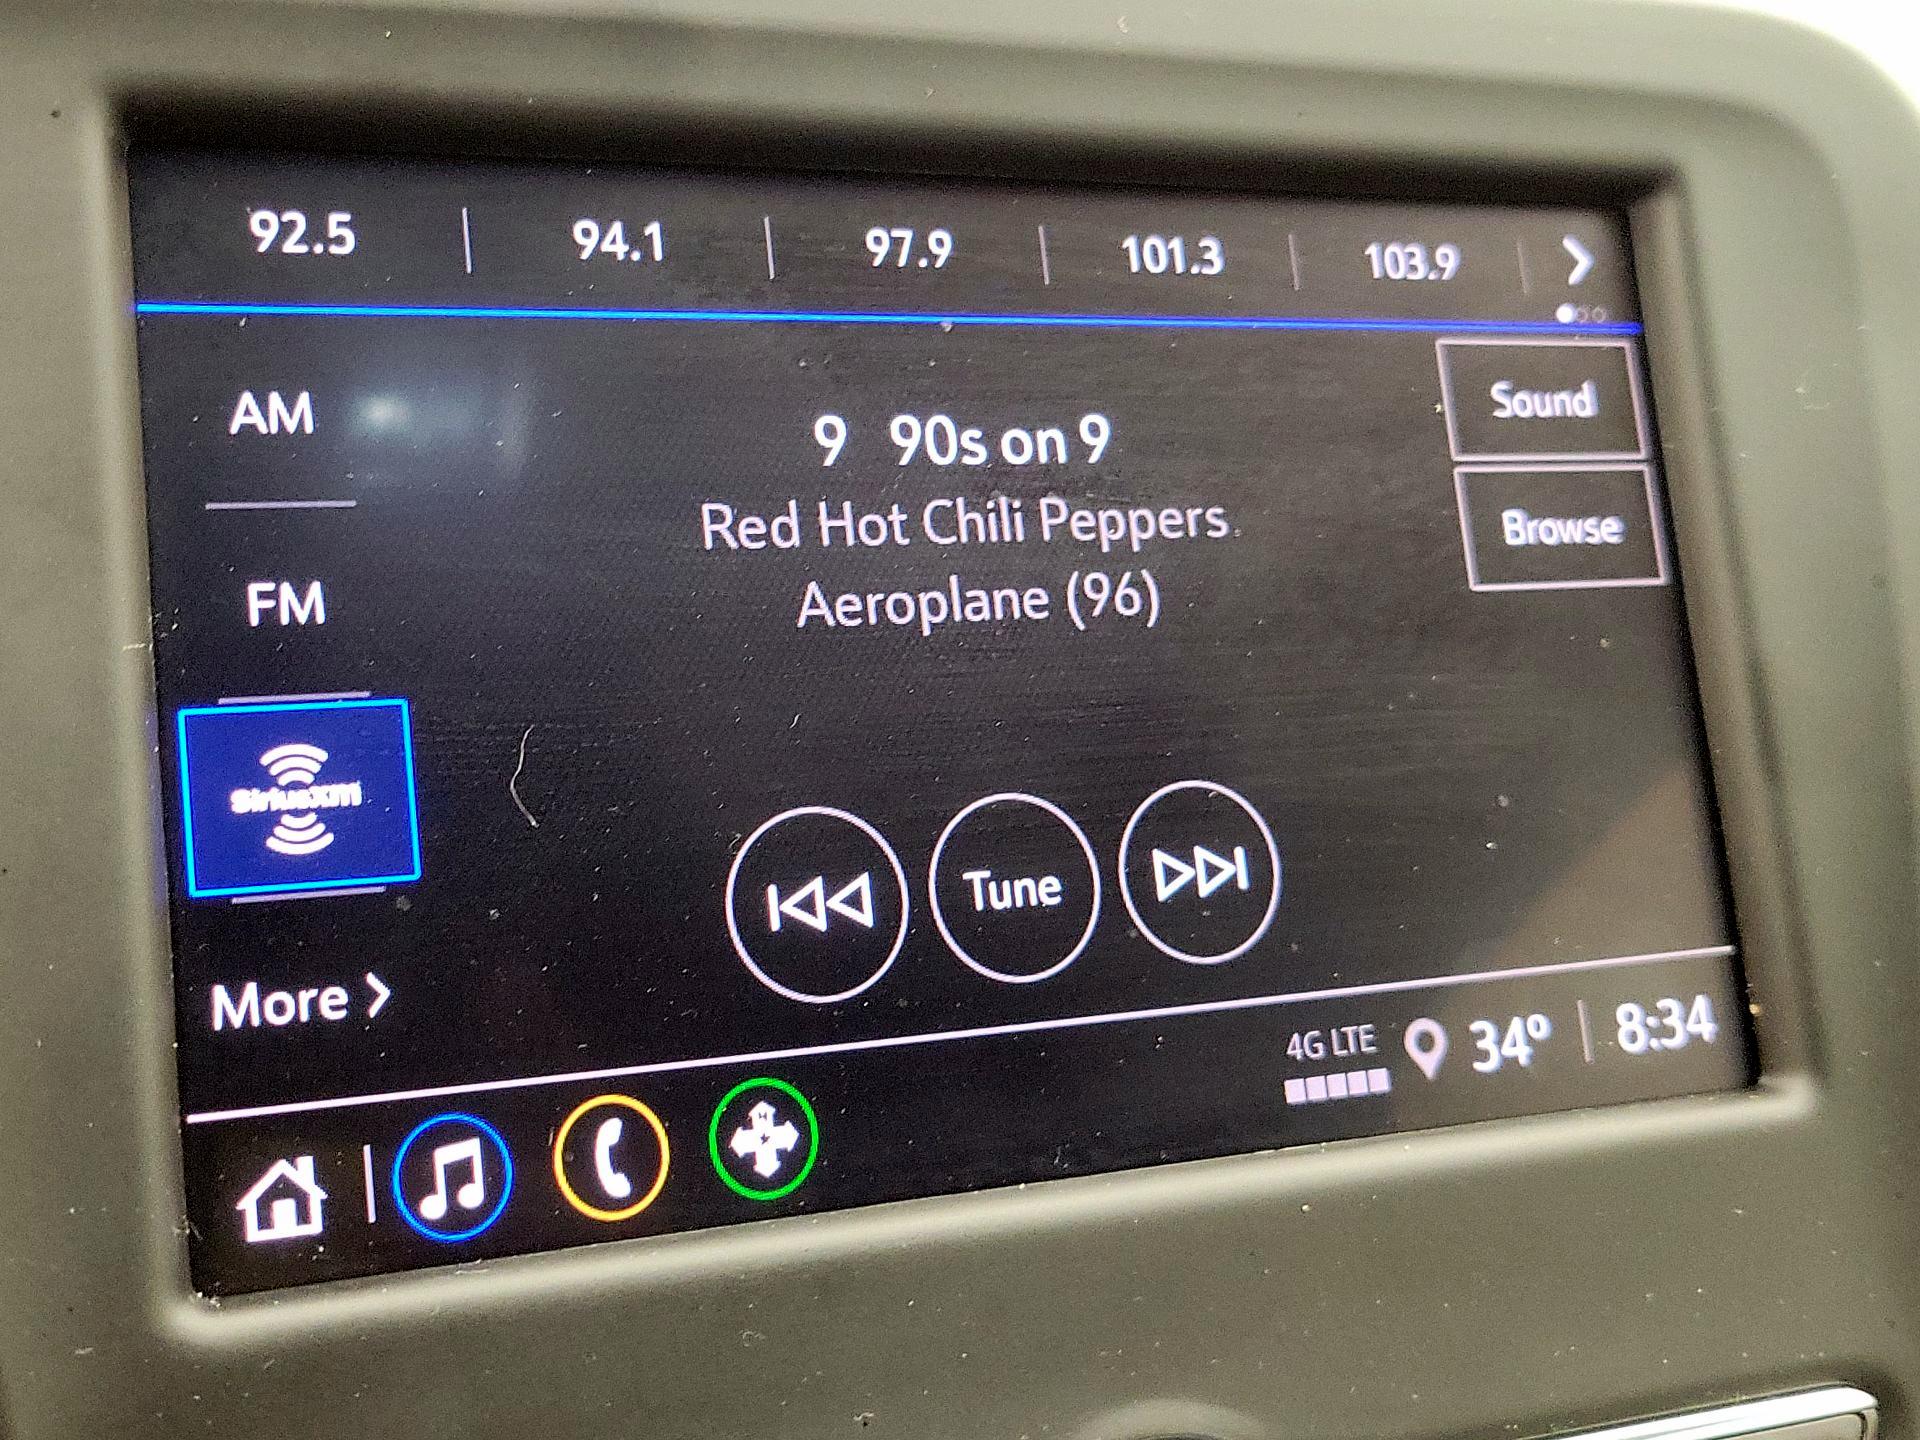 92.5 94.1 97.9 101.3 103.9
AM
Sound
9 90s on 9
Red Hot Chili Peppers
Browse
Aeroplane (96)
FM
siriusxm
Tune
More
4G LTE 34° 8:34